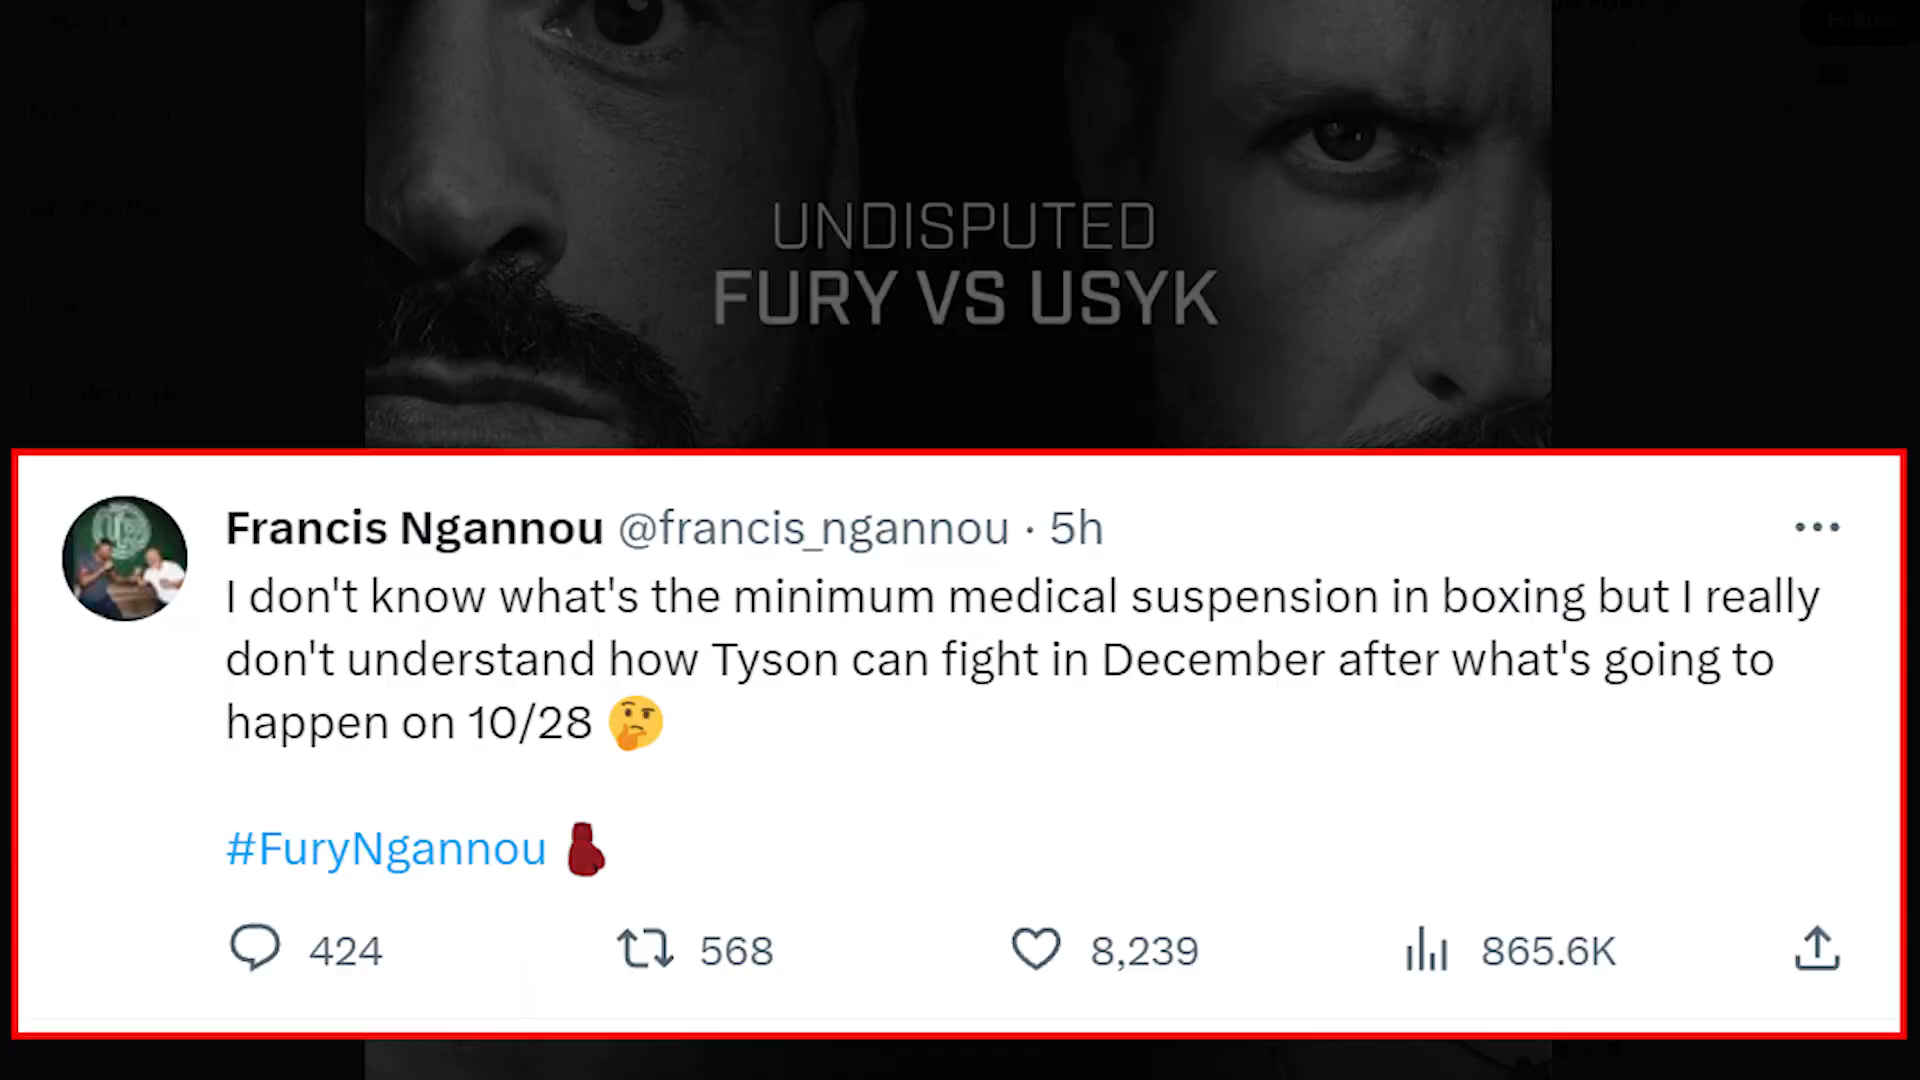 UNDISPUTED
FURY VS USYK
Francis Ngannou @francis_ngannou · 5h
I don't know what's the minimum medical suspension in boxing but I really
don't understand how Tyson can fight in December after what's going to
happen on 10/28 🤔
#FuryNgannou 🥊
424 568 8,239 865.6K